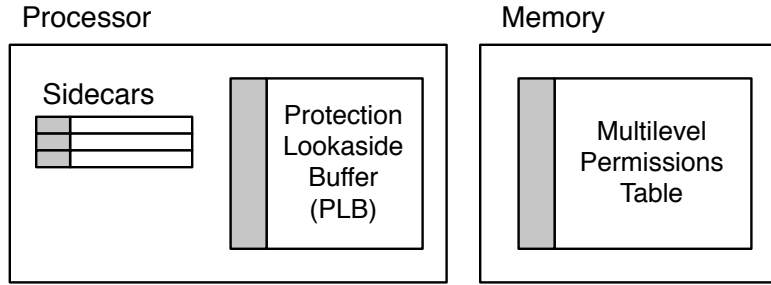 Processor
Memory
Sidecars
Protection
Lookaside
Buffer
(PLB)
Multilevel
Permissions
Table